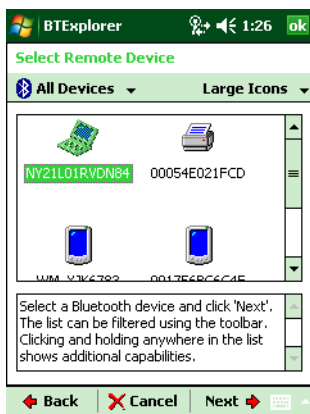 BTExplorer 1:26 ok
Select Remote Device
All Devices Large Icons
NY21L01RVDN84 00054E021FCD
Select a Bluetooth device and click 'Next'.
The list can be filtered using the toolbar.
Clicking and holding anywhere in the list
shows additional capabilities.
Back Cancel Next